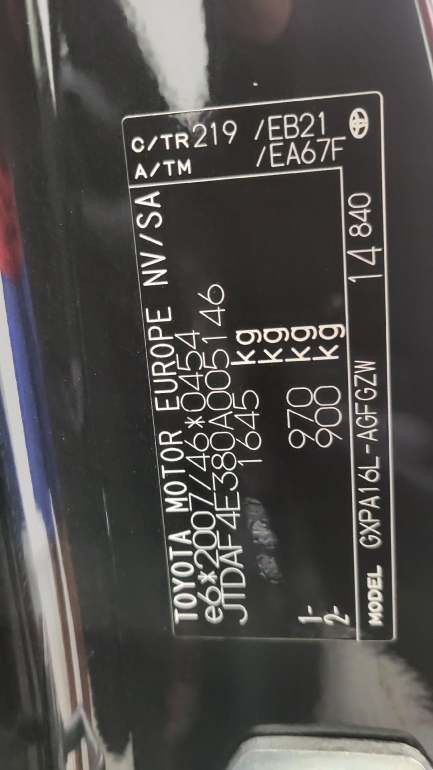 TOYOTA MOTOR EUROPE NV/SA
e6*2007/46*0454
JTDAF4E380A005146
1645 kg
kg
1- 970 kg
2- 900 kg
MODEL GXPA16L-AGFGZW 14 840
C/TR 219 /EB21
A/TM /EA67F